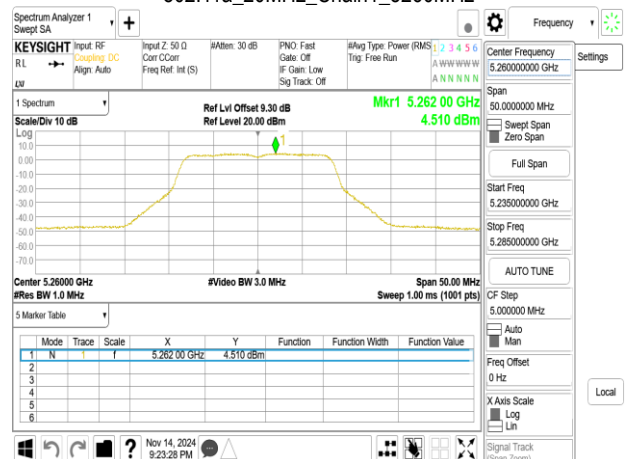 802.11a_20MHz_Chain1_5260MHz
Spectrum Analyzer 1
Swept SA
KEYSIGHT
RL
Input: RF
Coupling: DC
Align: Auto
Input Z: 50 Ω
Corr CCorr
Freq Ref: Int (S)
#Atten: 30 dB
PNO: Fast
Gate: Off
IF Gain: Low
Sig Track: Off
#Avg Type: Power (RMS
Trig: Free Run
1 2 3 4 5 6
A W W W W W
A N N N N N
1 Spectrum
Scale/Div 10 dB
Ref Lvl Offset 9.30 dB
Ref Level 20.00 dBm
Mkr1 5.262 00 GHz
4.510 dBm
Log
10.0
0.00
-10.0
-20.0
-30.0
-40.0
-50.0
-60.0
-70.0
1
Center 5.26000 GHz
#Res BW 1.0 MHz
#Video BW 3.0 MHz
Span 50.00 MHz
Sweep 1.00 ms (1001 pts)
5 Marker Table
Mode Trace Scale X Y Function Function Width Function Value
1 N 1 f 5.262 00 GHz 4.510 dBm
2
3
4
5
6
Nov 14, 2024
9:23:28 PM
Frequency
Settings
Center Frequency
5.260000000 GHz
Span
50.0000000 MHz
Swept Span
Zero Span
Full Span
Start Freq
5.235000000 GHz
Stop Freq
5.285000000 GHz
AUTO TUNE
CF Step
5.000000 MHz
Auto
Man
Freq Offset
0 Hz
X Axis Scale
Log
Lin
Signal Track
(Span Zoom)
Local